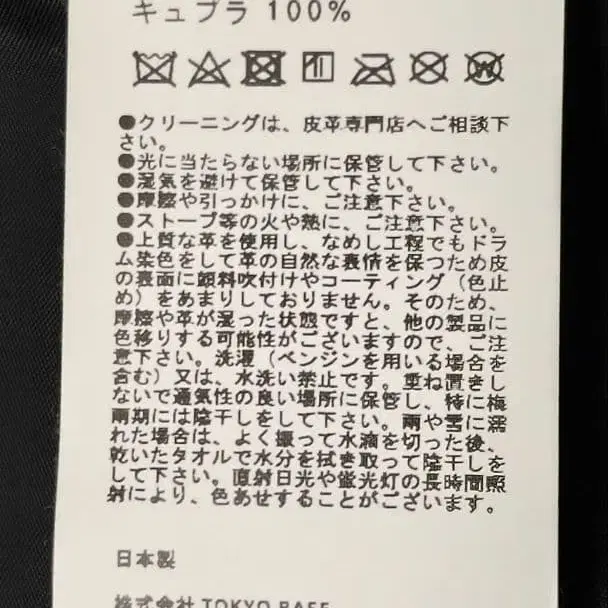 キュプラ 100%
●クリーニングは、皮革専門店へご相談下
さい。
●光に当たらない場所に保管して下さい。
●湿気を避けて保管して下さい。
●摩擦や引っかけに、ご注意下さい。
●ストーブ等の火や熱に、ご注意下さい。
●上質な革を使用し、なめし工程でもドラ
ム染色をして革の自然な表情を保つため皮
の裏面に顔料吹付けやコーティング（色止
め）をあまりしておりません。そのため、
摩擦や革が湿った状態ですと、他の製品に
色移りする可能性がございますので、ご注
意下さい。洗濯（ベンジンを用いる場合を
含む）又は、水洗い禁止です。重ね置きし
ないで通気性の良い場所に保管し、特に梅
雨期には陰干しをして下さい。雨や雪に濡
れた場合は、よく振って水滴を切った後、
乾いたタオルで水分を拭き取って陰干しを
して下さい。直射日光や蛍光灯の長時間照
射により、色あせすることがございます。
日本製
株式会社 TOKYO BASE